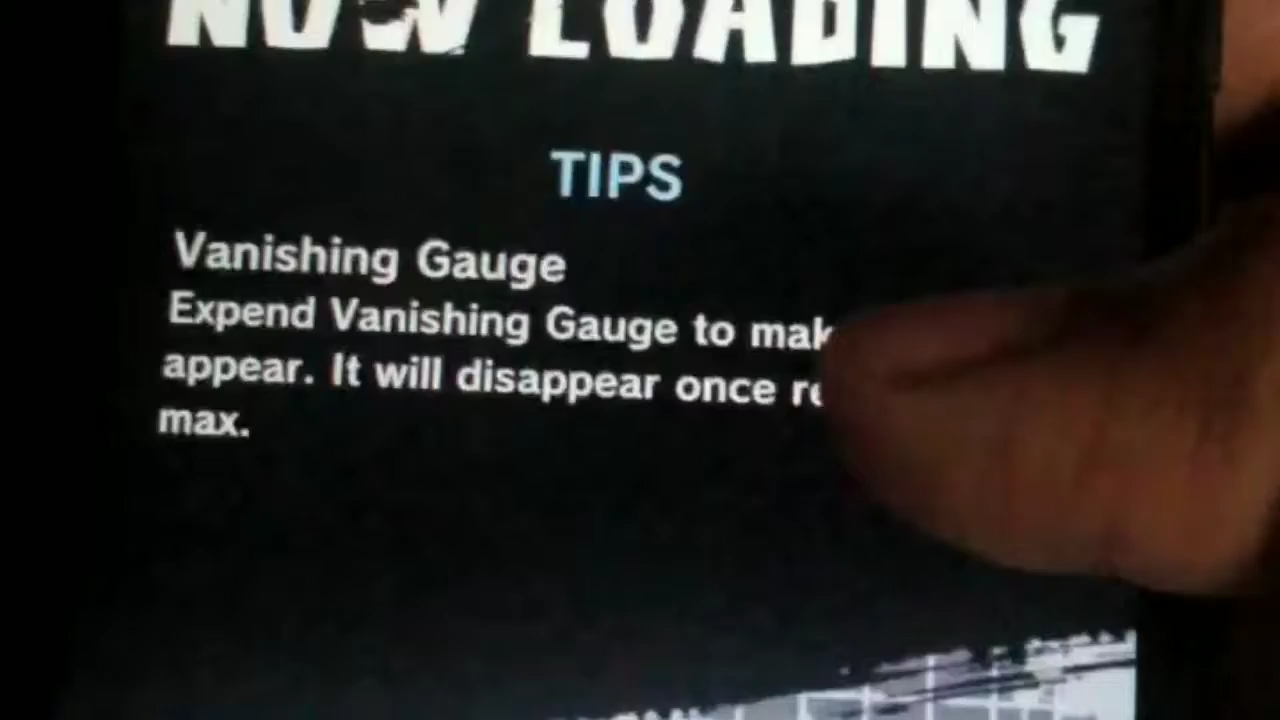 NOW LOADING
TIPS
Vanishing Gauge
Expend Vanishing Gauge to
appear. It will disappear once
max.